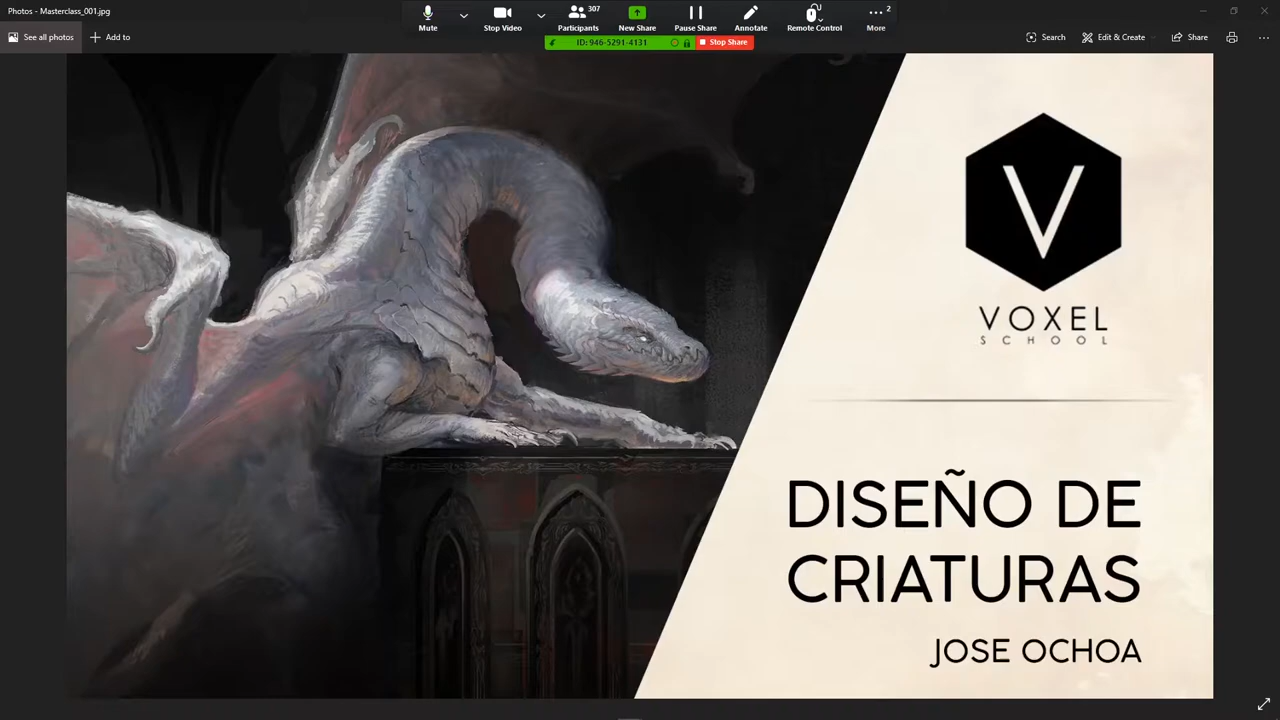 Photos - Masterclass_001.jpg
307
2
Mute
Stop Video
Participants
New Share
Pause Share
Annotate
Remote Control
More
ID: 946-5291-4131
Stop Share
See all photos
Add to
Search
Edit & Create
Share
V
VOXEL
SCHOOL
DISEÑO DE
CRIATURAS
JOSE OCHOA